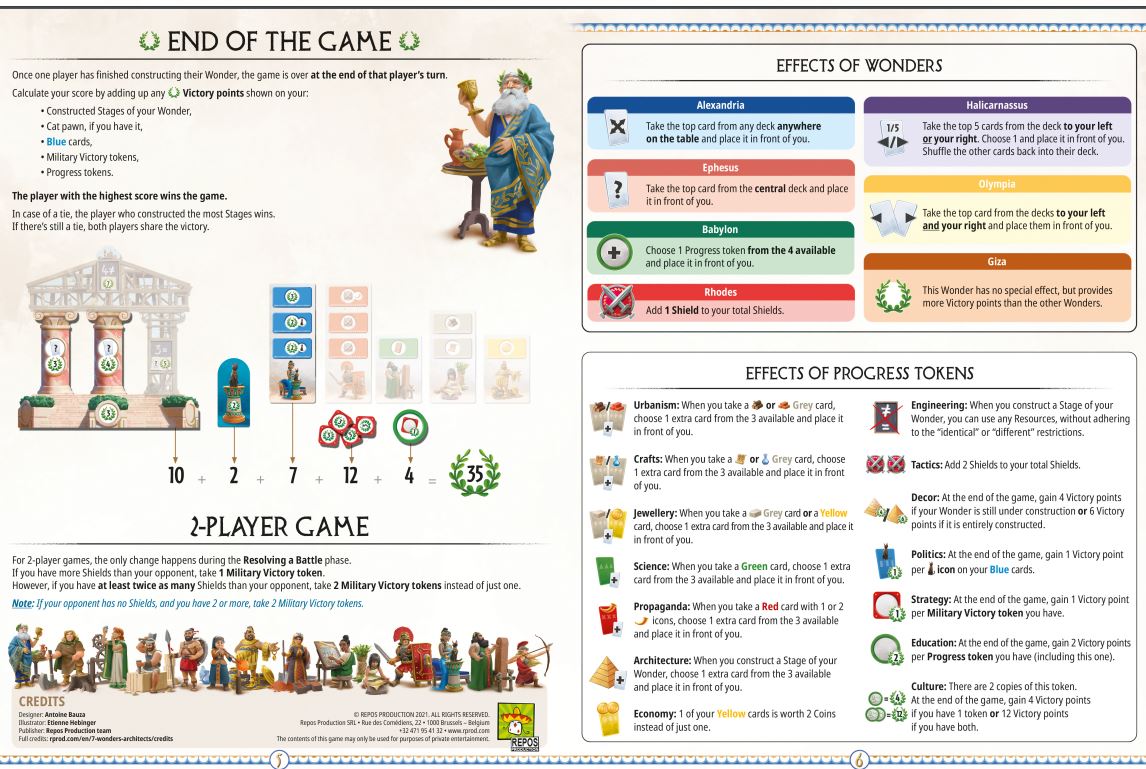 END OF THE GAME
Once one player has finished constructing their Wonder, the game is over at the end of that player's turn.
Calculate your score by adding up any Victory points shown on your:
• Constructed Stages of your Wonder,
• Cat pawn, if you have it,
• Blue cards,
• Military Victory tokens,
• Progress tokens.
The player with the highest score wins the game.
In case of a tie, the player who constructed the most Stages wins.
If there's still a tie, both players share the victory.
10 + 2 + 7 + 12 + 4 = 35
2-PLAYER GAME
For 2-player games, the only change happens during the Resolving a Battle phase.
If you have more Shields than your opponent, take 1 Military Victory token.
However, if you have at least twice as many Shields than your opponent, take 2 Military Victory tokens instead of just one.
Note: If your opponent has no Shields, and you have 2 or more, take 2 Military Victory tokens.
CREDITS
Designer: Antoine Bauza
Illustrator: Etienne Hebinger
Publisher: Repos Production team
Full credits: rprod.com/en/7-wonders-architects/credits
© REPOS PRODUCTION 2021. ALL RIGHTS RESERVED.
Repos Production SRL • Rue des Comédiens, 22 • 1000 Brussels – Belgium
+32 471 95 41 32 • www.rprod.com
The contents of this game may only be used for purposes of private entertainment.
REPOS
PRODUCTION
5
EFFECTS OF WONDERS
Alexandria
Take the top card from any deck anywhere
on the table and place it in front of you.
Ephesus
?
Take the top card from the central deck and place
it in front of you.
Babylon
Choose 1 Progress token from the 4 available
and place it in front of you.
Rhodes
Add 1 Shield to your total Shields.
Halicarnassus
1/5
Take the top 5 cards from the deck to your left
or your right. Choose 1 and place it in front of you.
Shuffle the other cards back into their deck.
Olympia
Take the top card from the decks to your left
and your right and place them in front of you.
Giza
This Wonder has no special effect, but provides
more Victory points than the other Wonders.
EFFECTS OF PROGRESS TOKENS
Urbanism: When you take a or Grey card,
choose 1 extra card from the 3 available and place it
in front of you.
Crafts: When you take a or Grey card, choose
1 extra card from the 3 available and place it in front
of you.
Jewellery: When you take a Grey card or a Yellow
card, choose 1 extra card from the 3 available and place it
in front of you.
Science: When you take a Green card, choose 1 extra
card from the 3 available and place it in front of you.
Propaganda: When you take a Red card with 1 or 2
icons, choose 1 extra card from the 3 available
and place it in front of you.
Architecture: When you construct a Stage of your
Wonder, choose 1 extra card from the 3 available
and place it in front of you.
Economy: 1 of your Yellow cards is worth 2 Coins
instead of just one.
Engineering: When you construct a Stage of your
Wonder, you can use any Resources, without adhering
to the "identical" or "different" restrictions.
Tactics: Add 2 Shields to your total Shields.
Decor: At the end of the game, gain 4 Victory points
if your Wonder is still under construction or 6 Victory
points if it is entirely constructed.
Politics: At the end of the game, gain 1 Victory point
per icon on your Blue cards.
Strategy: At the end of the game, gain 1 Victory point
per Military Victory token you have.
Education: At the end of the game, gain 2 Victory points
per Progress token you have (including this one).
Culture: There are 2 copies of this token.
At the end of the game, gain 4 Victory points
if you have 1 token or 12 Victory points
if you have both.
6